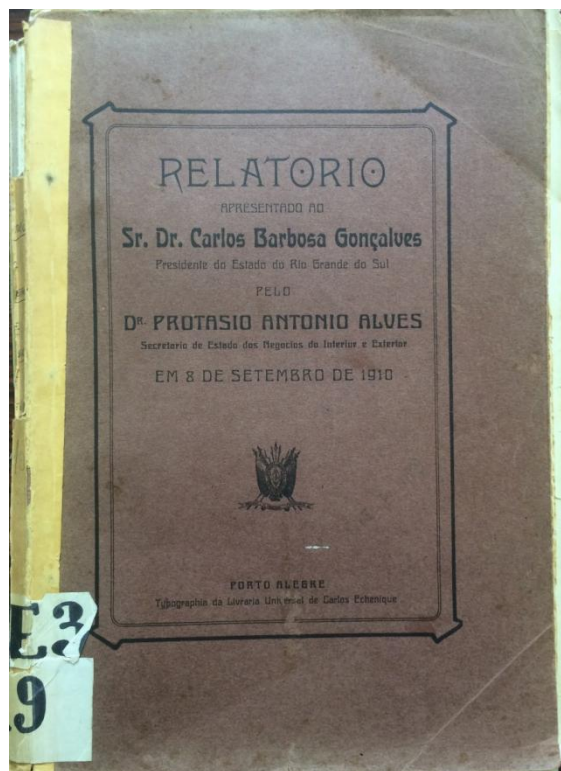 RELATORIO
APRESENTADO AO
Sr. Dr. Carlos Barbosa Gonçalves
Presidente do Estado do Rio Grande do Sul
PELO
DR. PROTASIO ANTONIO ALVES
Secretario de Estado dos Negocios do Interior e Exterior
EM 8 DE SETEMBRO DE 1910
PORTO ALEGRE
Typographia da Livraria Universal de Carlos Echenique
E3
19